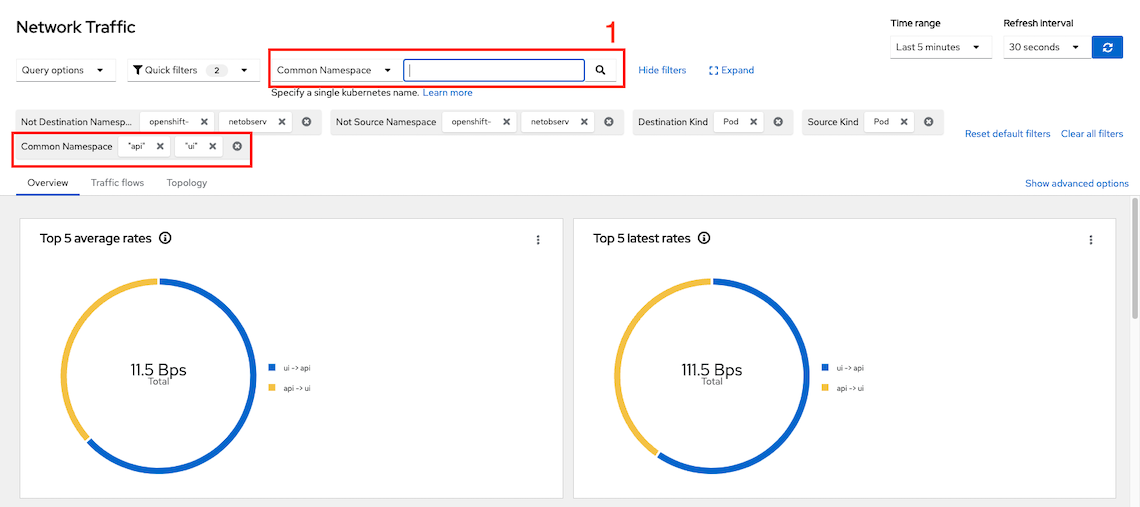 Network Traffic
1
Time range
Refresh interval
Last 5 minutes
30 seconds
Query options
Quick filters 2
Common Namespace
Hide filters
Expand
Specify a single kubernetes name. Learn more
Not Destination Namesp... openshift- netobserv
Not Source Namespace openshift- netobserv
Destination Kind Pod
Source Kind Pod
Common Namespace "api" "ui"
Reset default filters
Clear all filters
Overview
Traffic flows
Topology
Show advanced options
Top 5 average rates
11.5 Bps
Total
ui -> api
api -> ui
Top 5 latest rates
111.5 Bps
Total
ui -> api
api -> ui